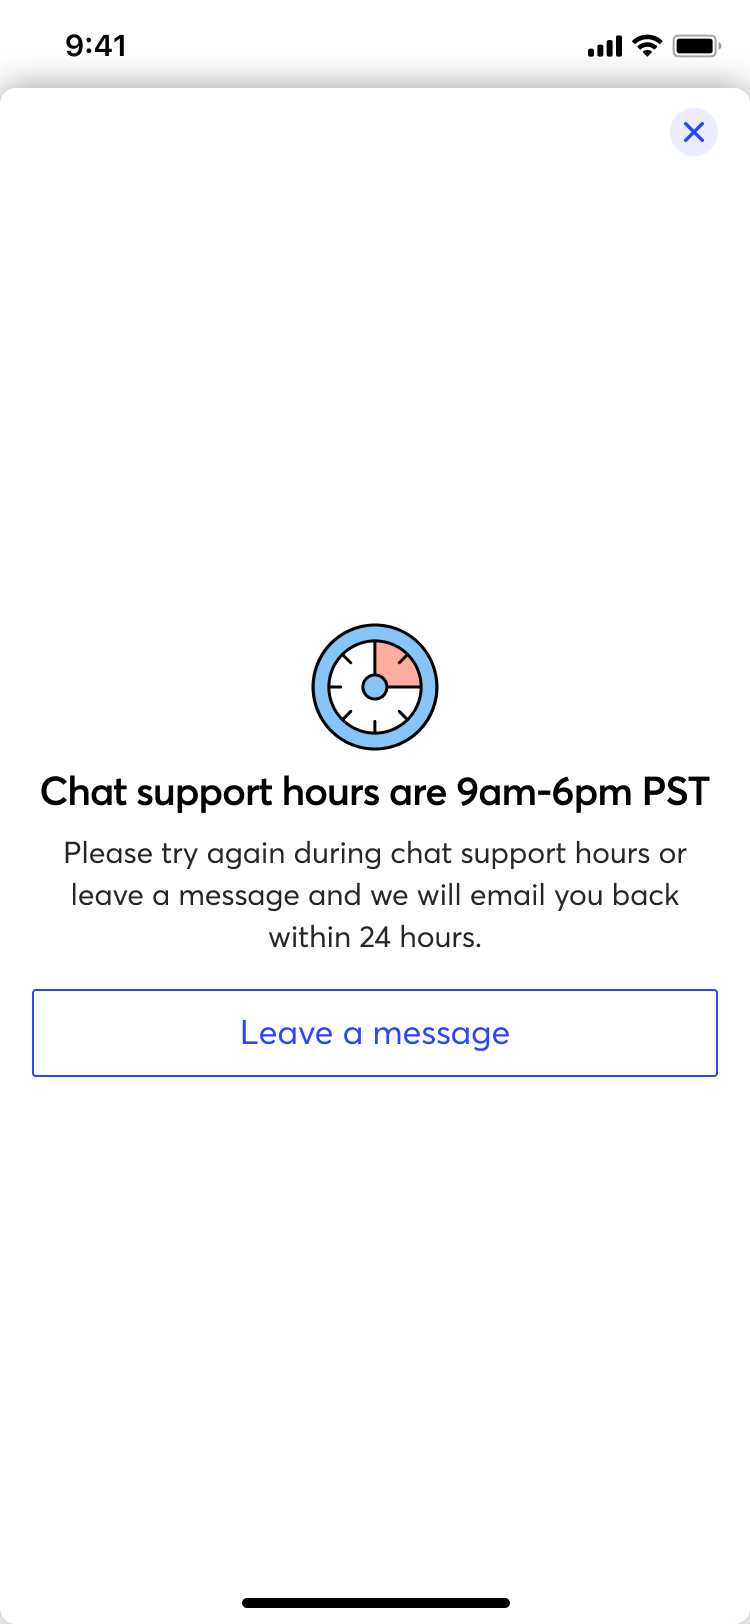 9:41
Chat support hours are 9am-6pm PST
Please try again during chat support hours or
leave a message and we will email you back
within 24 hours.
Leave a message